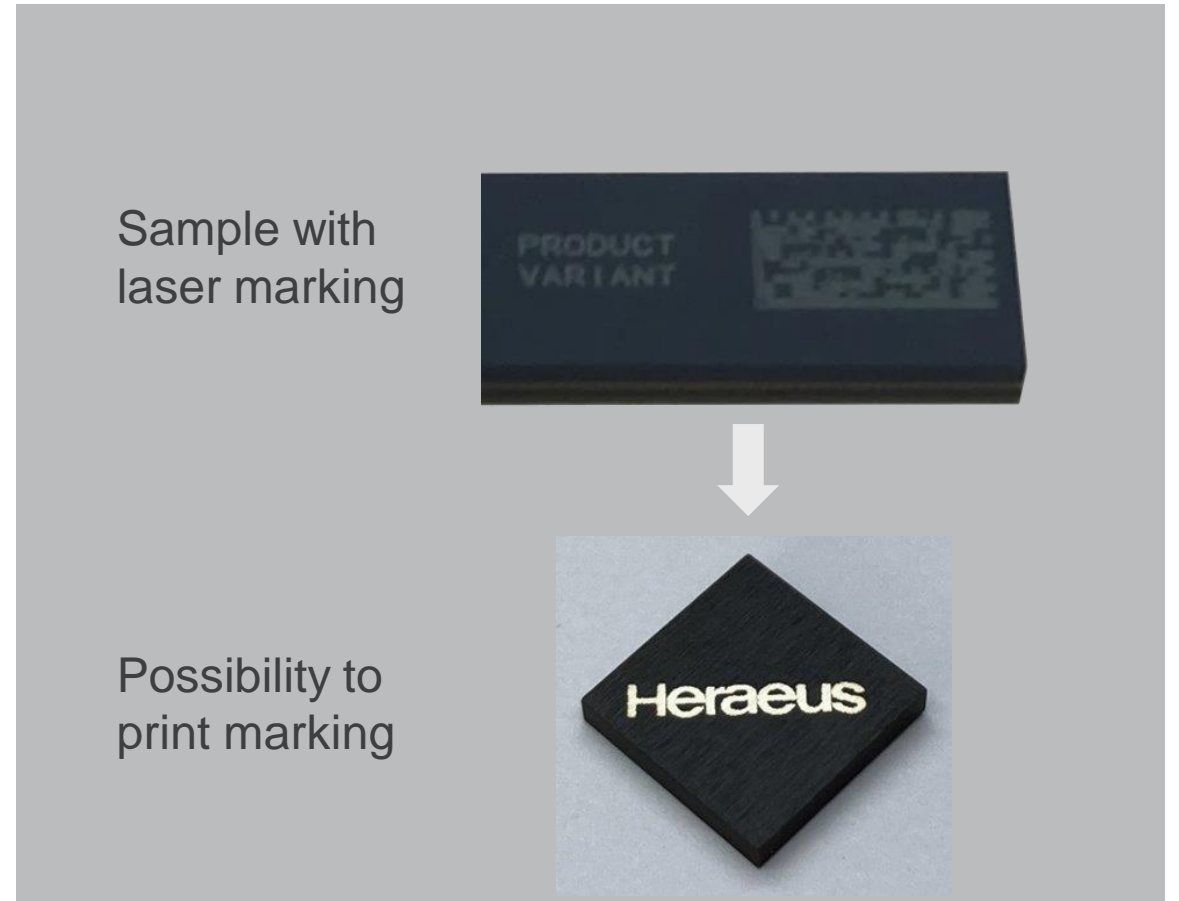 Sample with
laser marking
PRODUCT
VARIANT
Possibility to
print marking
Heraeus